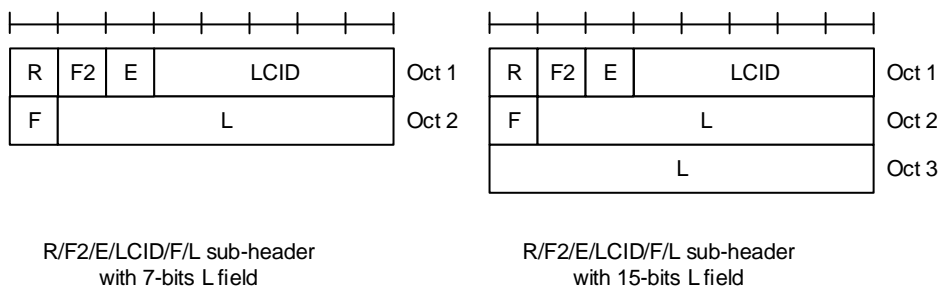 R F2 E LCID Oct 1
F L Oct 2
R/F2/E/LCID/F/L sub-header
with 7-bits L field
R F2 E LCID Oct 1
F L Oct 2
L Oct 3
R/F2/E/LCID/F/L sub-header
with 15-bits L field